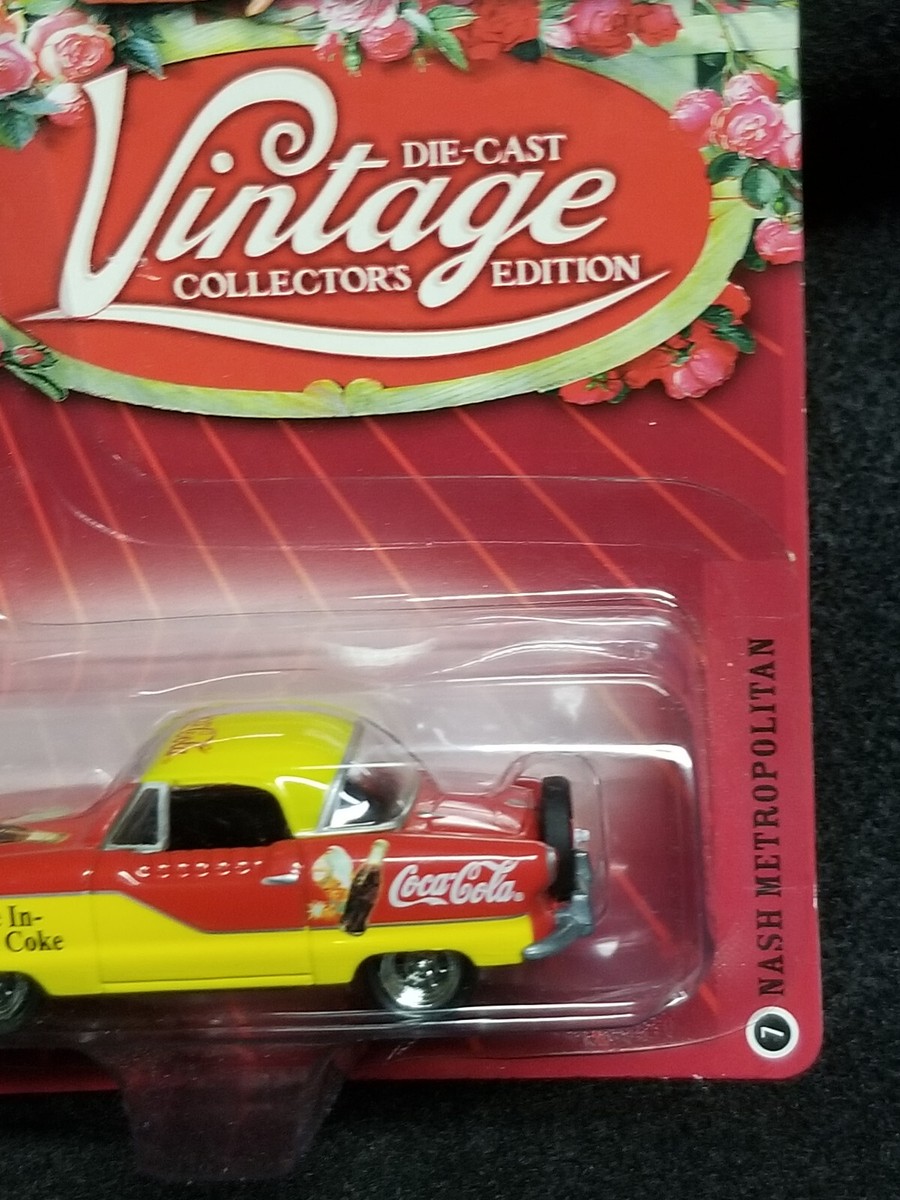 DIE-CAST
Vintage
COLLECTOR'S EDITION
NASH METROPOLITAN
7
Coca-Cola
In-
Coke